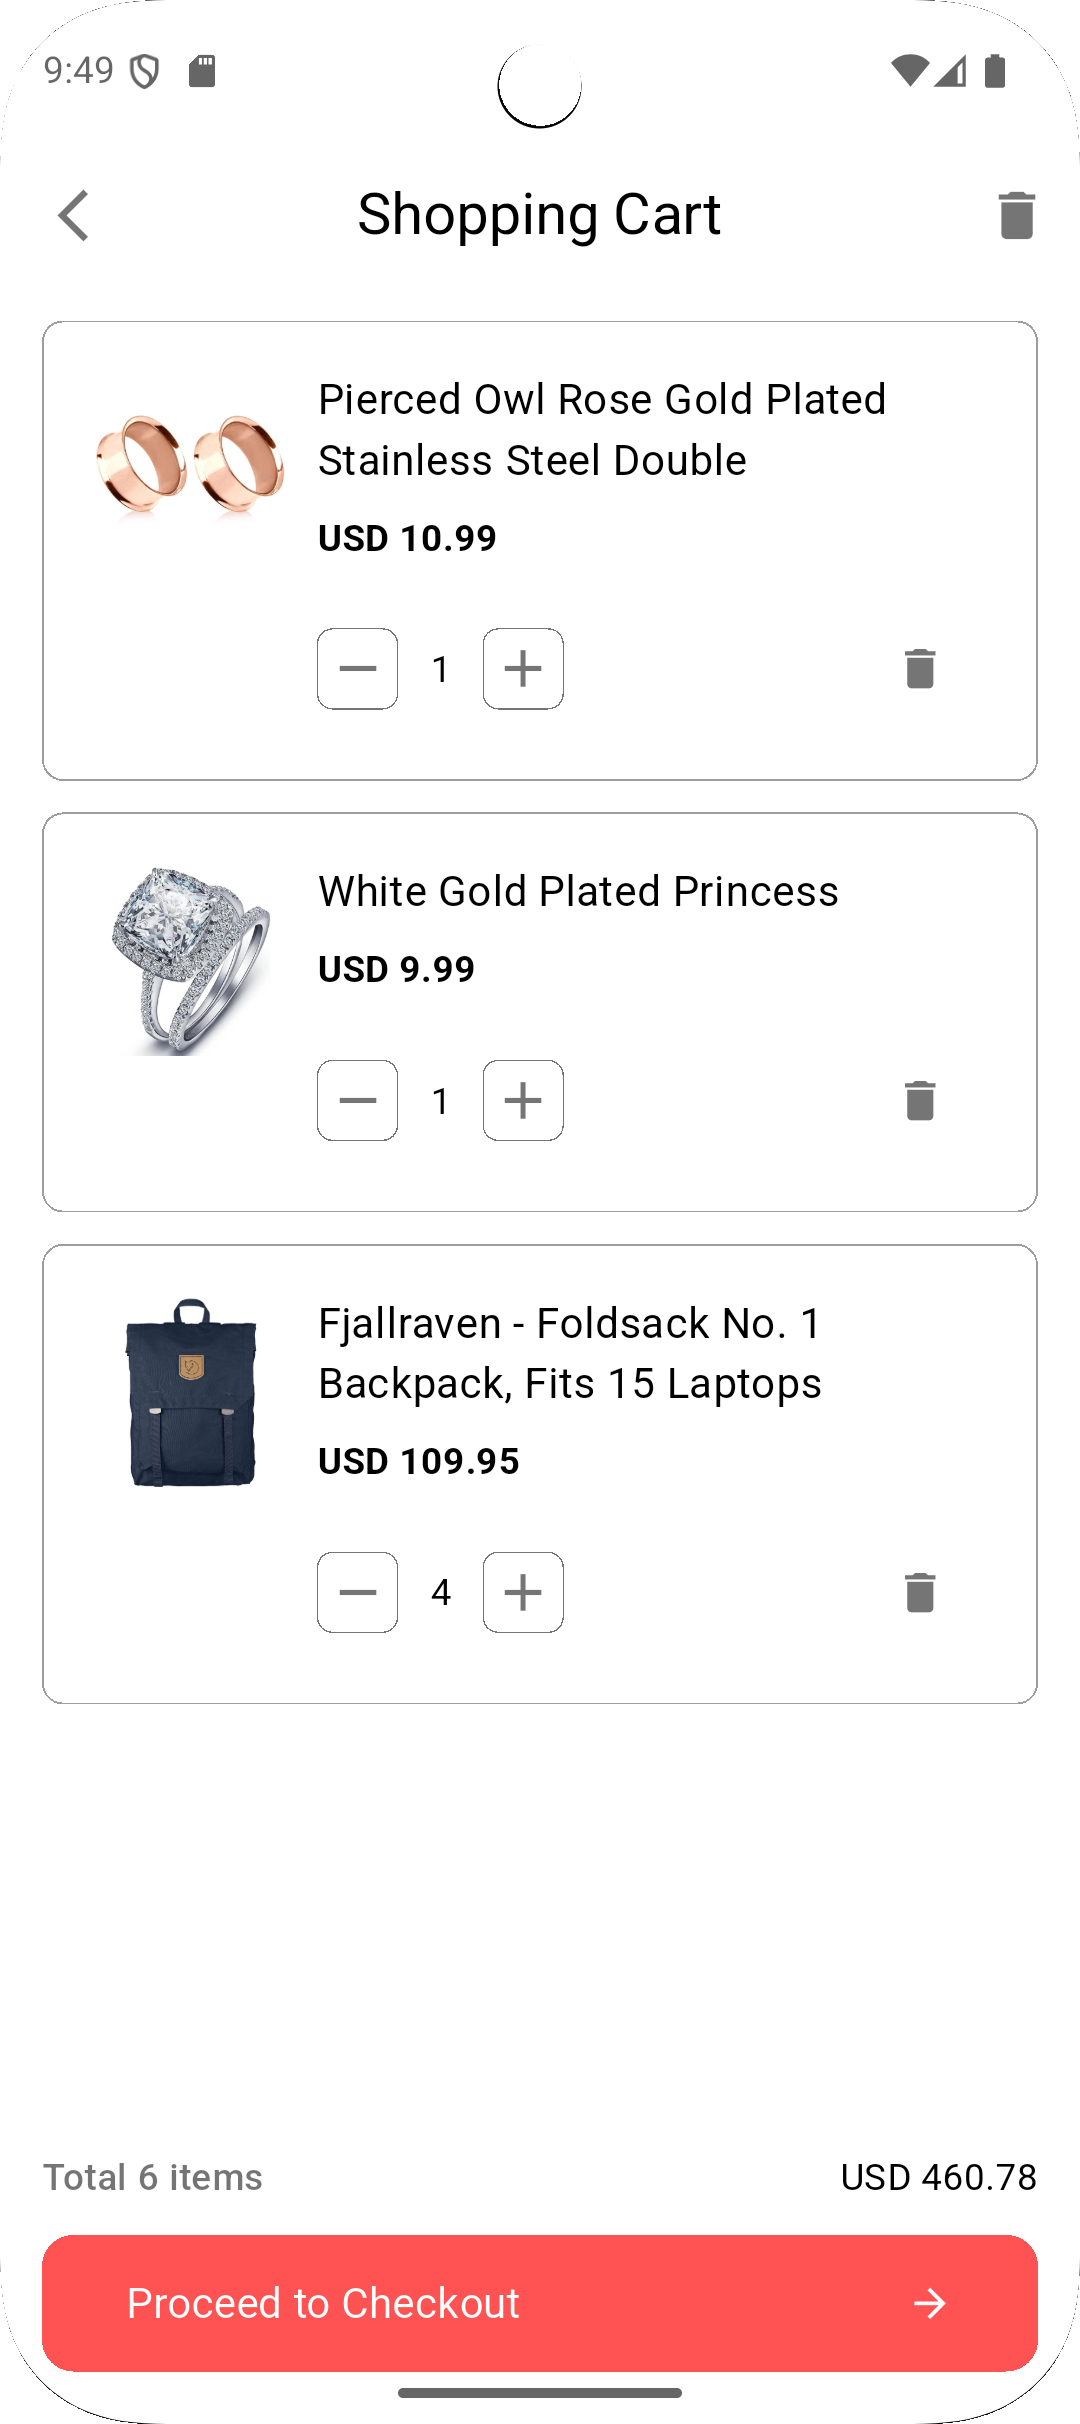 9:49
Shopping Cart
Pierced Owl Rose Gold Plated
Stainless Steel Double
USD 10.99
1
White Gold Plated Princess
USD 9.99
1
Fjallraven - Foldsack No. 1
Backpack, Fits 15 Laptops
USD 109.95
4
Total 6 items
USD 460.78
Proceed to Checkout